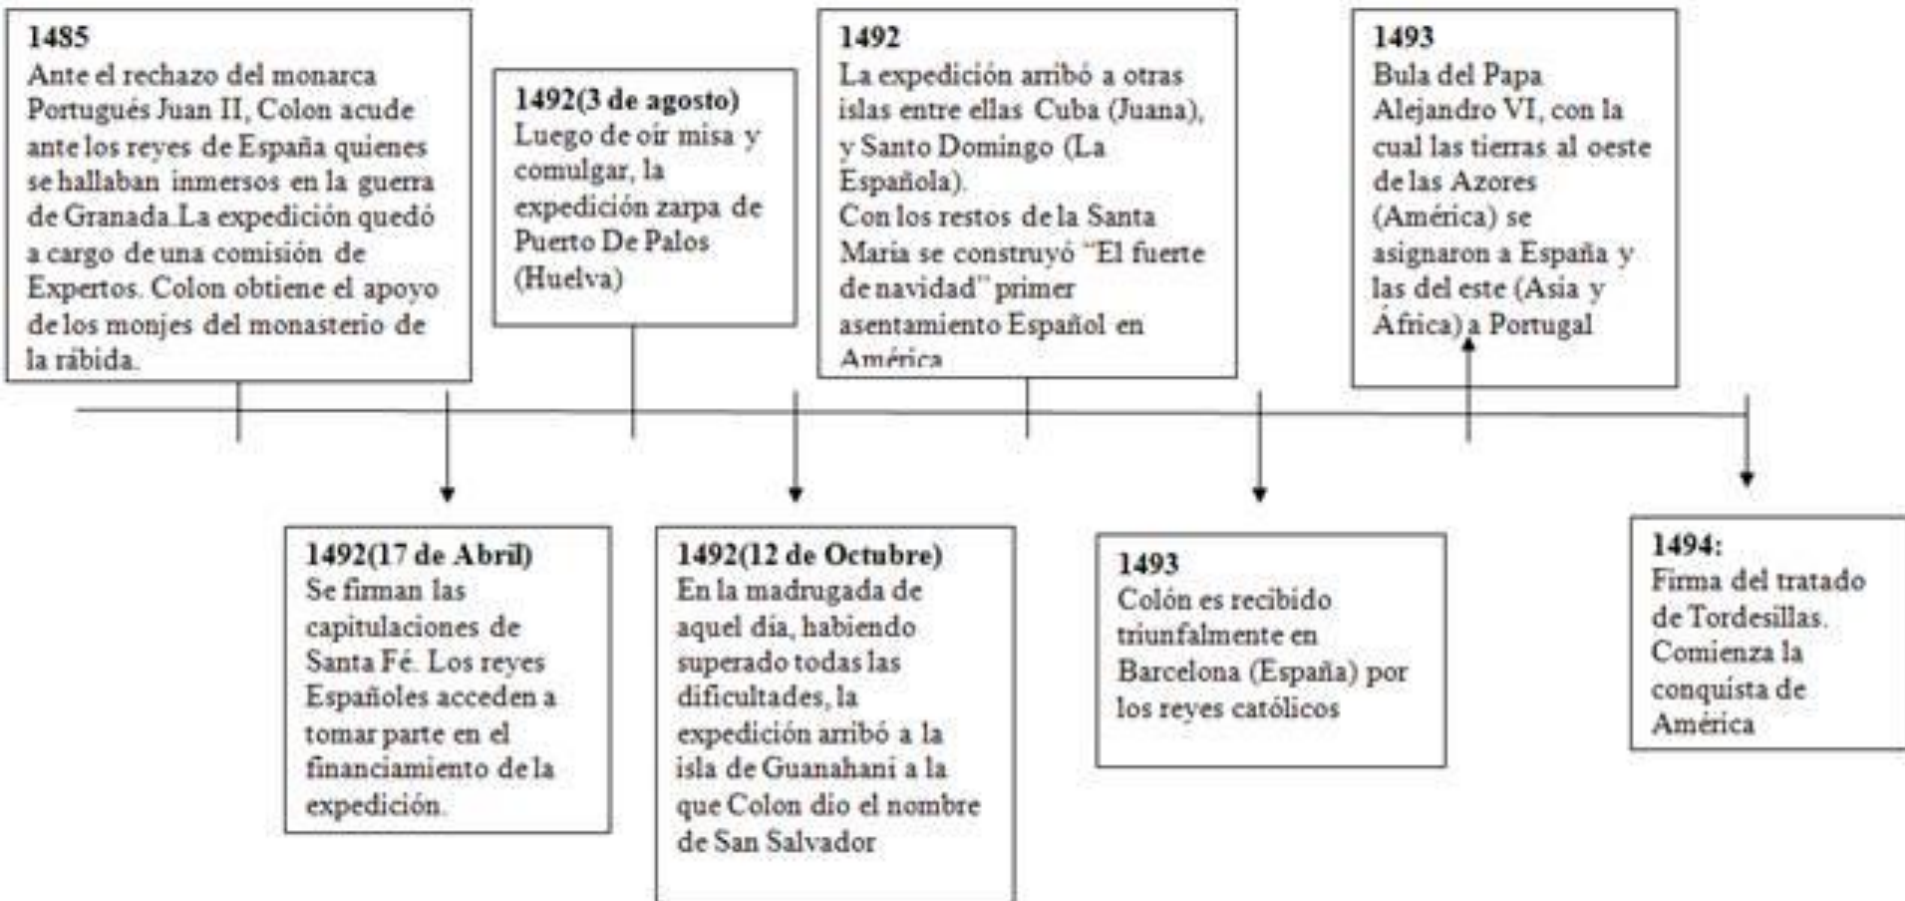 1485
Ante el rechazo del monarca
Portugués Juan II, Colon acude
ante los reyes de España quienes
se hallaban inmersos en la guerra
de Granada.La expedición quedó
a cargo de una comisión de
Expertos. Colon obtiene el apoyo
de los monjes del monasterio de
la rábida.
1492(17 de Abril)
Se firman las
capitulaciones de
Santa Fé. Los reyes
Españoles acceden a
tomar parte en el
financiamiento de la
expedición.
1492(3 de agosto)
Luego de oír misa y
comulgar, la
expedición zarpa de
Puerto De Palos
(Huelva)
1492(12 de Octubre)
En la madrugada de
aquel día, habiendo
superado todas las
dificultades, la
expedición arribó a la
isla de Guanahani a la
que Colon dio el nombre
de San Salvador
1492
La expedición arribó a otras
islas entre ellas Cuba (Juana),
y Santo Domingo (La
Española).
Con los restos de la Santa
María se construyó “El fuerte
de navidad” primer
asentamiento Español en
América
1493
Colón es recibido
triunfalmente en
Barcelona (España) por
los reyes católicos
1493
Bula del Papa
Alejandro VI, con la
cual las tierras al oeste
de las Azores
(América) se
asignaron a España y
las del este (Asia y
África) a Portugal
1494:
Firma del tratado
de Tordesillas.
Comienza la
conquista de
América